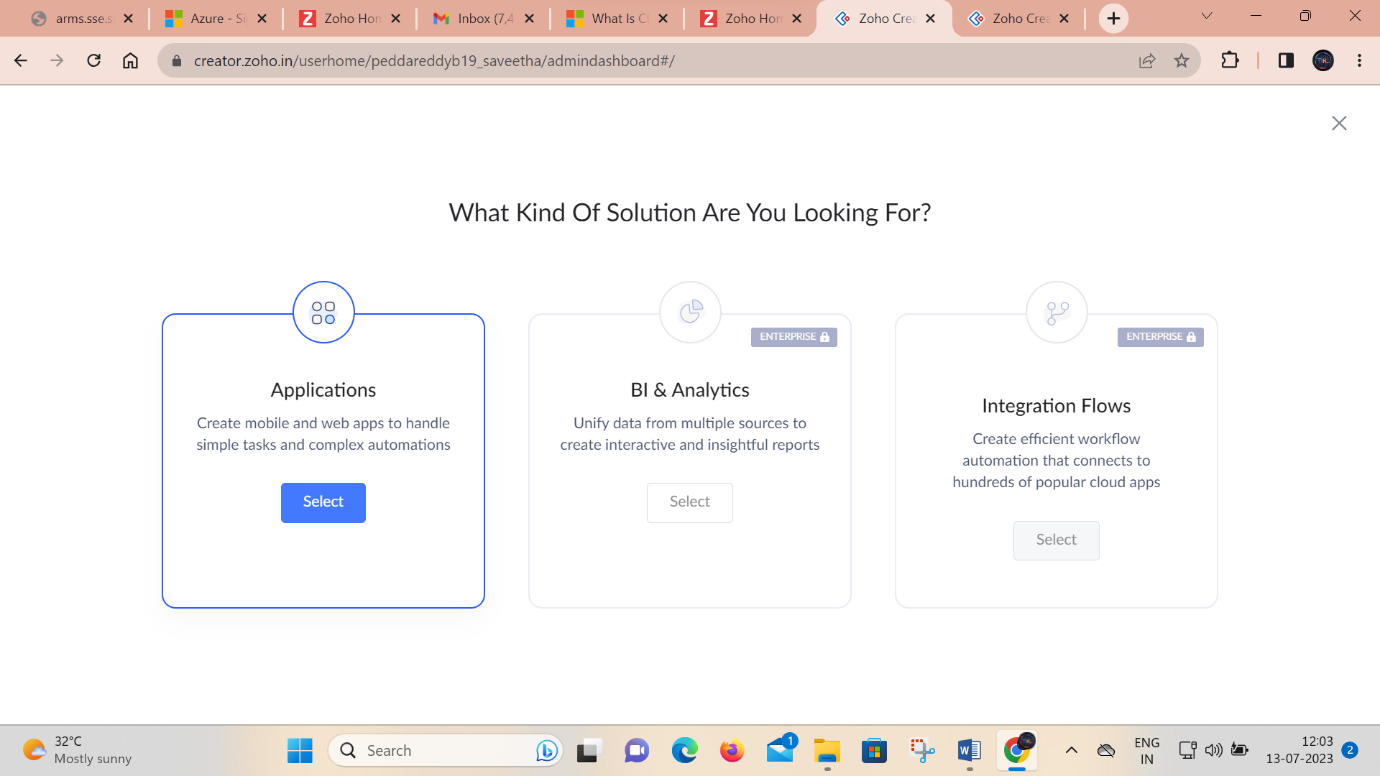 arms.sse.s
Azure - Si
Zoho Hon
Inbox (7,4
What Is Cl
Zoho Hon
Zoho Crea
Zoho Crea
creator.zoho.in/userhome/peddareddyb19_saveetha/admindashboard#/
What Kind Of Solution Are You Looking For?
Applications
Create mobile and web apps to handle
simple tasks and complex automations
Select
ENTERPRISE
BI & Analytics
Unify data from multiple sources to
create interactive and insightful reports
Select
ENTERPRISE
Integration Flows
Create efficient workflow
automation that connects to
hundreds of popular cloud apps
Select
32°C
Mostly sunny
Search
1
ENG
IN
12:03
13-07-2023
2